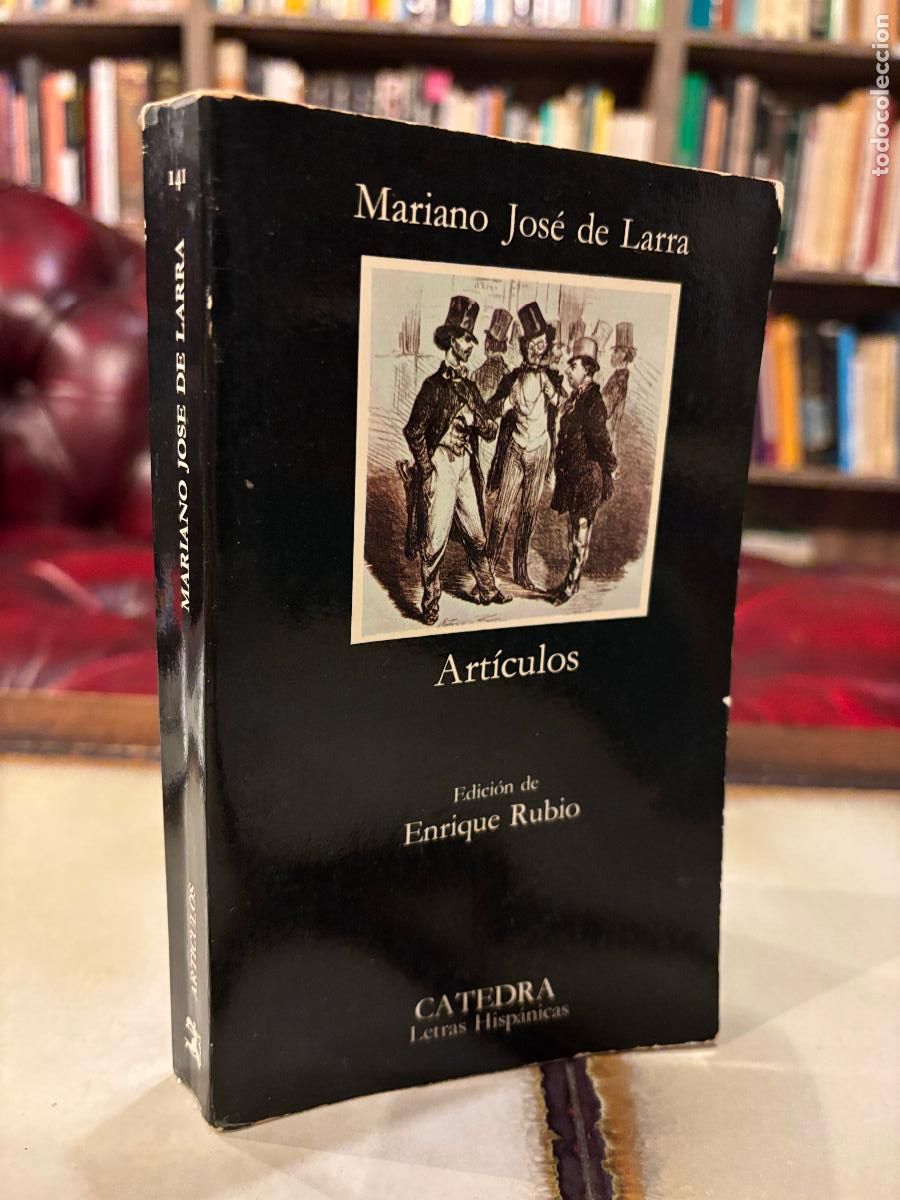 todocoleccion
141
MARIANO JOSE DE LARRA
ARTICULOS
Mariano José de Larra
Artículos
Edición de
Enrique Rubio
CATEDRA
Letras Hispánicas